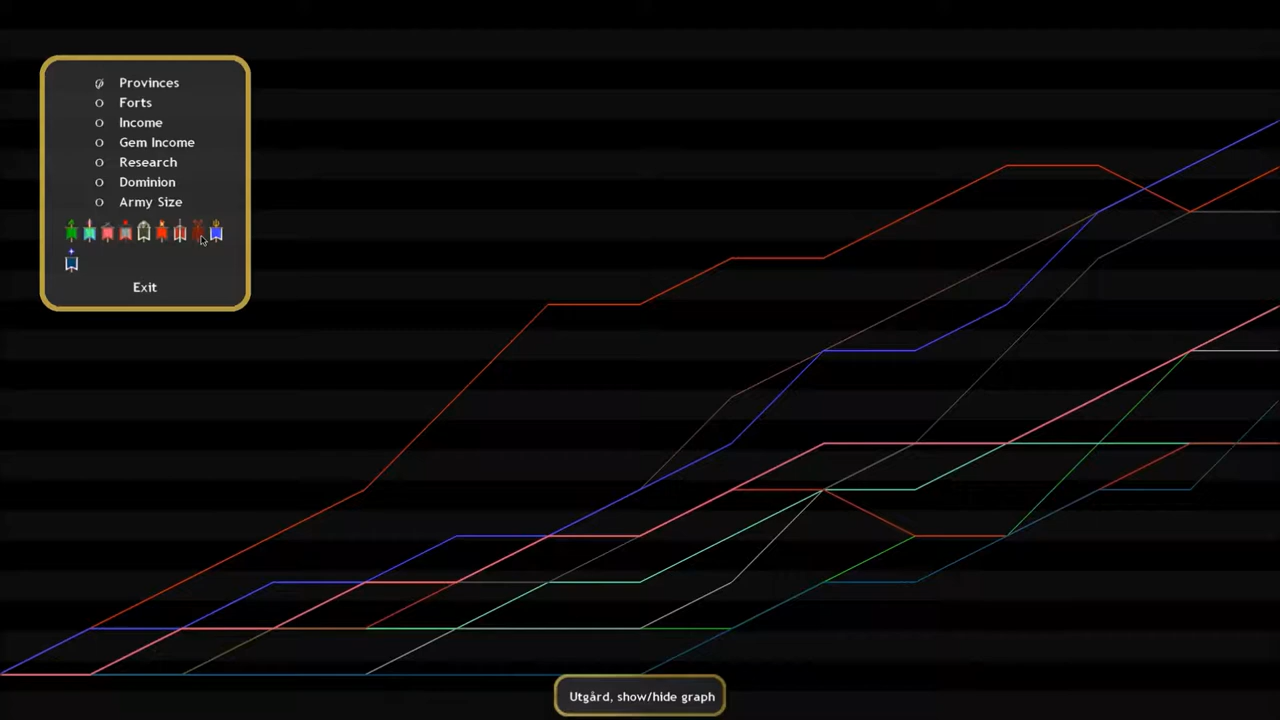 Provinces
Forts
Income
Gem Income
Research
Dominion
Army Size
Exit
Utgård, show/hide graph